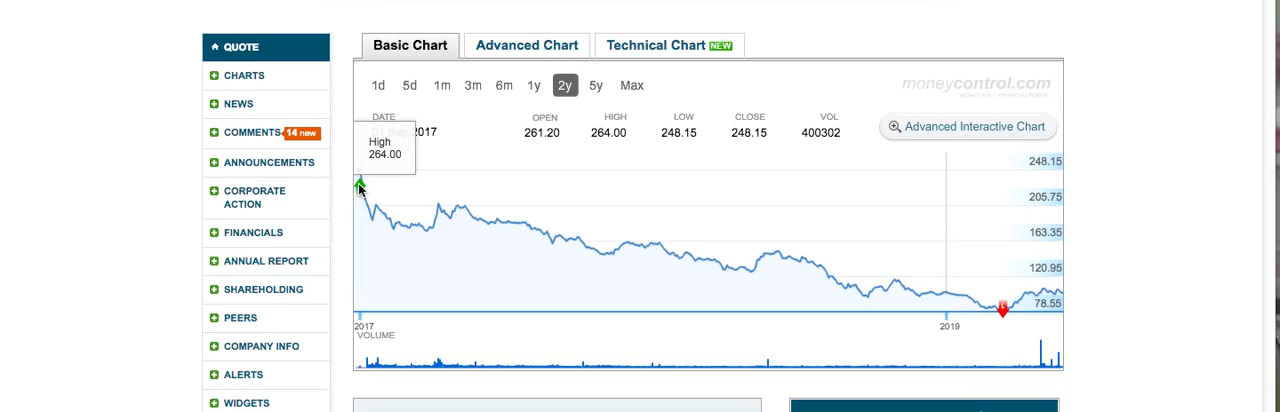 QUOTE
CHARTS
NEWS
COMMENTS 14 new
ANNOUNCEMENTS
CORPORATE
ACTION
FINANCIALS
ANNUAL REPORT
SHAREHOLDING
PEERS
COMPANY INFO
ALERTS
WIDGETS
Basic Chart Advanced Chart Technical Chart NEW
1d 5d 1m 3m 6m 1y 2y 5y Max
moneycontrol.com
DATE OPEN HIGH LOW CLOSE VOL
01 Sep 2017 261.20 264.00 248.15 248.15 400302
Advanced Interactive Chart
High
264.00
248.15
205.75
163.35
120.95
78.55
L
2017 2019
VOLUME